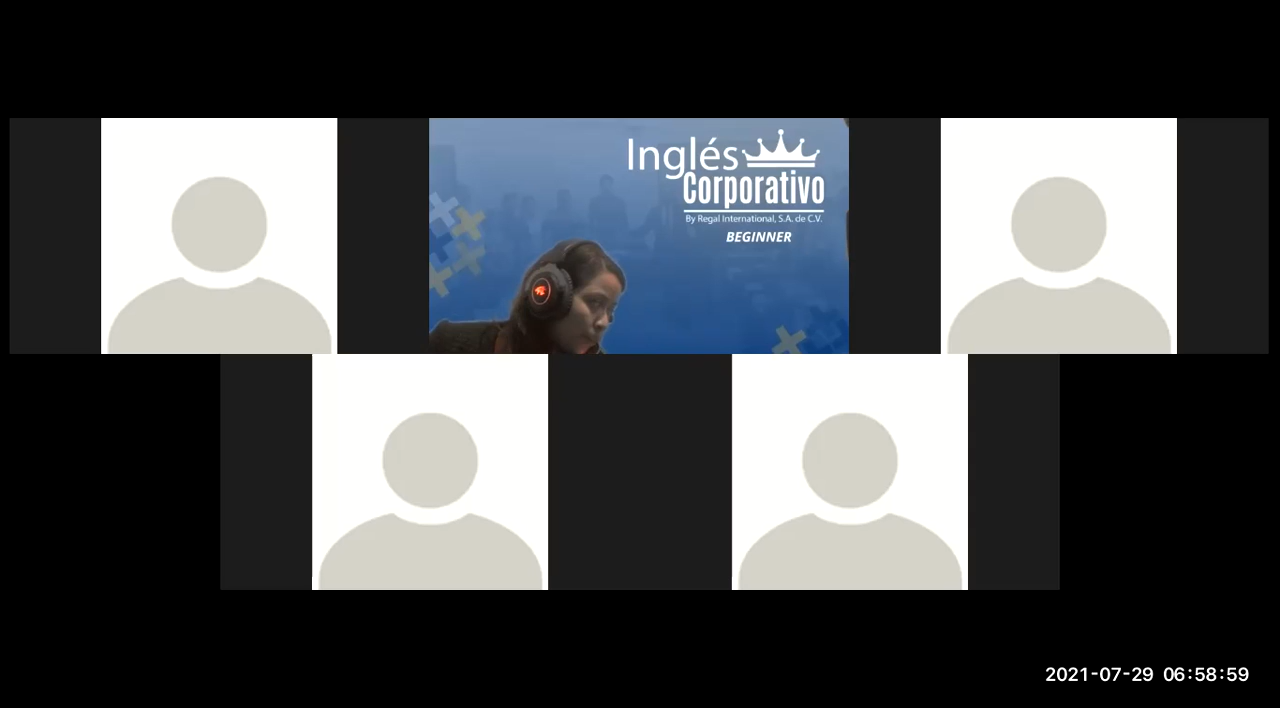 Inglés
Corporativo
By Regal International, S.A. de C.V.
BEGINNER
2021-07-29 06:58:59